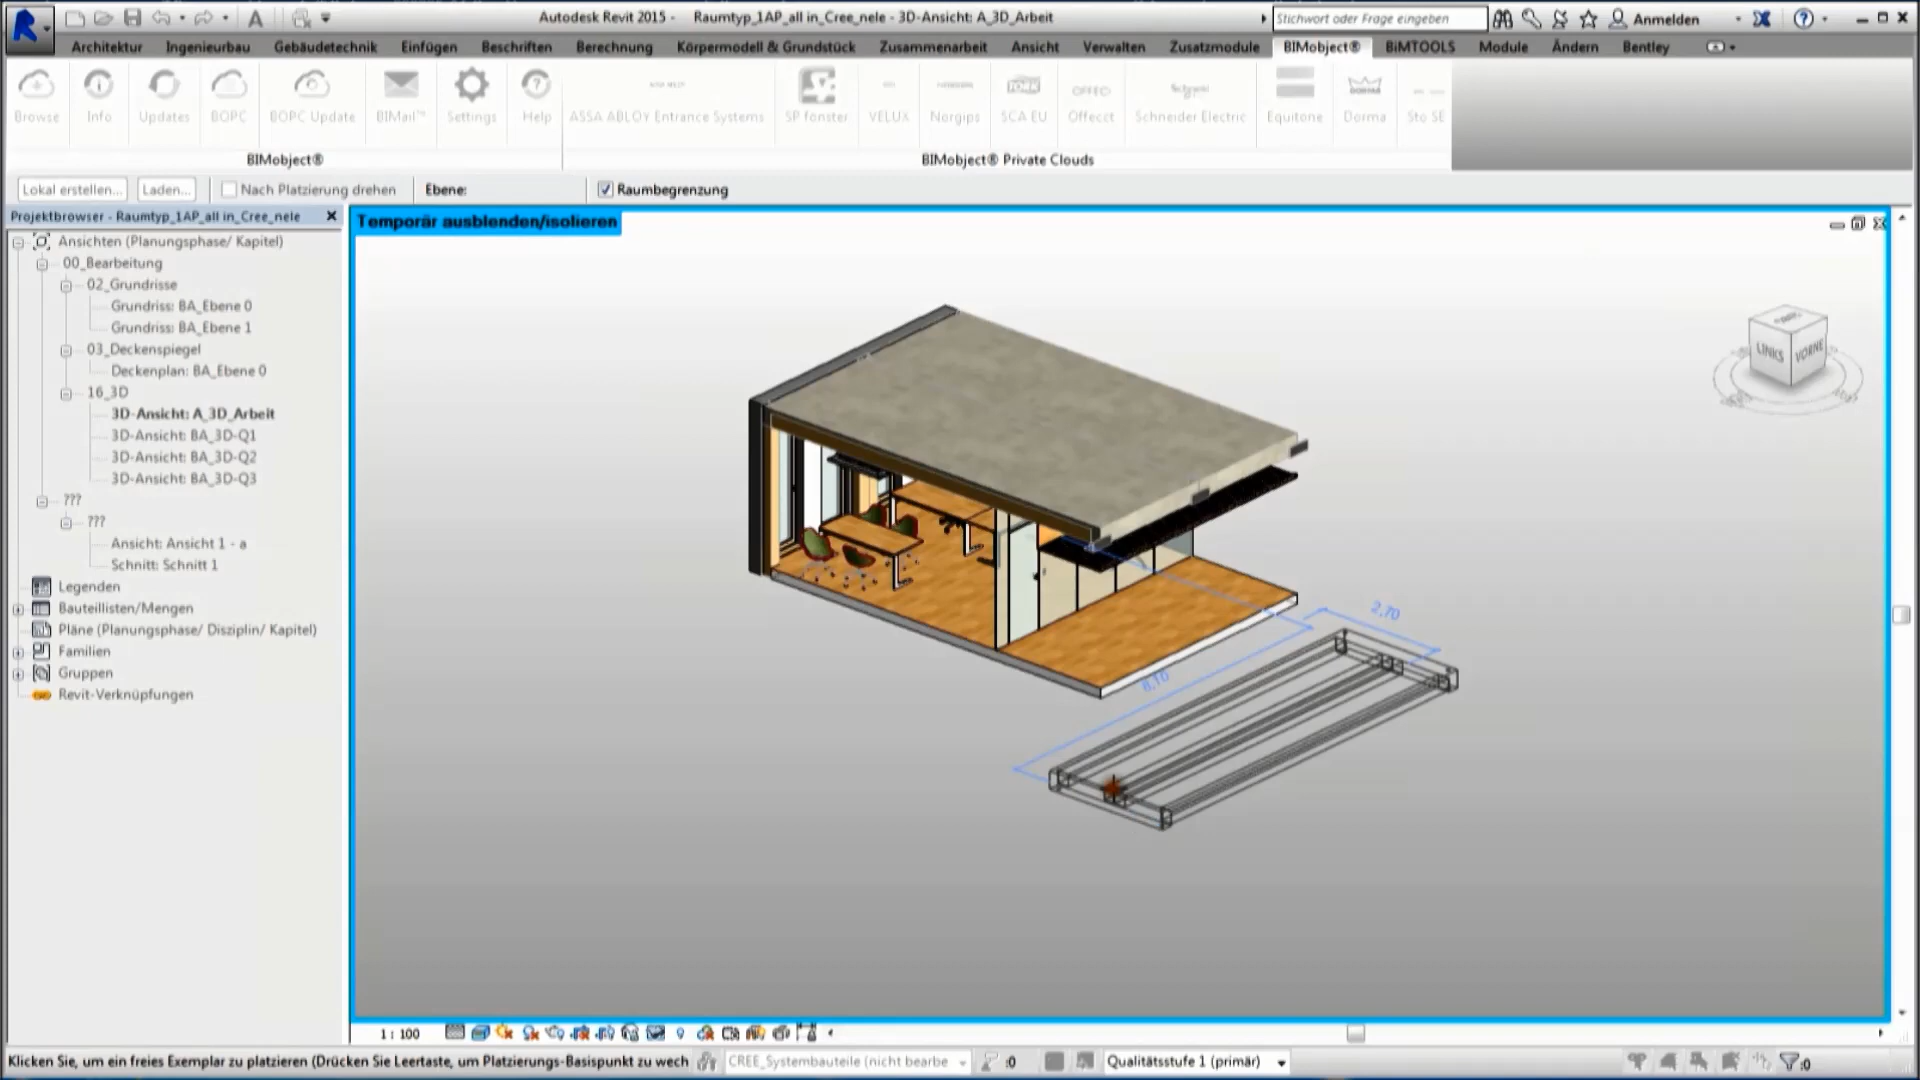 Autodesk Revit 2015 - Raumtyp_1AP_all in_Cree_nele - 3D-Ansicht: A_3D_Arbeit
Stichwort oder Frage eingeben
Anmelden
Architektur Ingenieurbau Gebäudetechnik Einfügen Beschriften Berechnung Körpermodell & Grundstück Zusammenarbeit Ansicht Verwalten Zusatzmodule BIMobject® BiMTOOLS Module Ändern Bentley
Browse Info Updates BOPC BOPC Update BIMail™ Settings Help ASSA ABLOY Entrance Systems SP fönster VELUX Norgips SCA EU Offecct Schneider Electric Equitone Dorma Sto SE
BIMobject® BIMobject® Private Clouds
Lokal erstellen... Laden... Nach Platzierung drehen Ebene: Raumbegrenzung
Projektbrowser - Raumtyp_1AP_all in_Cree_nele
Temporär ausblenden/isolieren
Ansichten (Planungsphase/ Kapitel)
00_Bearbeitung
02_Grundrisse
Grundriss: BA_Ebene 0
Grundriss: BA_Ebene 1
03_Deckenspiegel
Deckenplan: BA_Ebene 0
16_3D
3D-Ansicht: A_3D_Arbeit
3D-Ansicht: BA_3D-Q1
3D-Ansicht: BA_3D-Q2
3D-Ansicht: BA_3D-Q3
???
???
Ansicht: Ansicht 1 - a
Schnitt: Schnitt 1
Legenden
Bauteillisten/Mengen
Pläne (Planungsphase/ Disziplin/ Kapitel)
Familien
Gruppen
Revit-Verknüpfungen
LINKS VORNE
2,70
8,10
1 : 100
Klicken Sie, um ein freies Exemplar zu platzieren (Drücken Sie Leertaste, um Platzierungs-Basispunkt zu wech
CREE_Systembauteile (nicht bearbe
:0
Qualitätsstufe 1 (primär)
:0